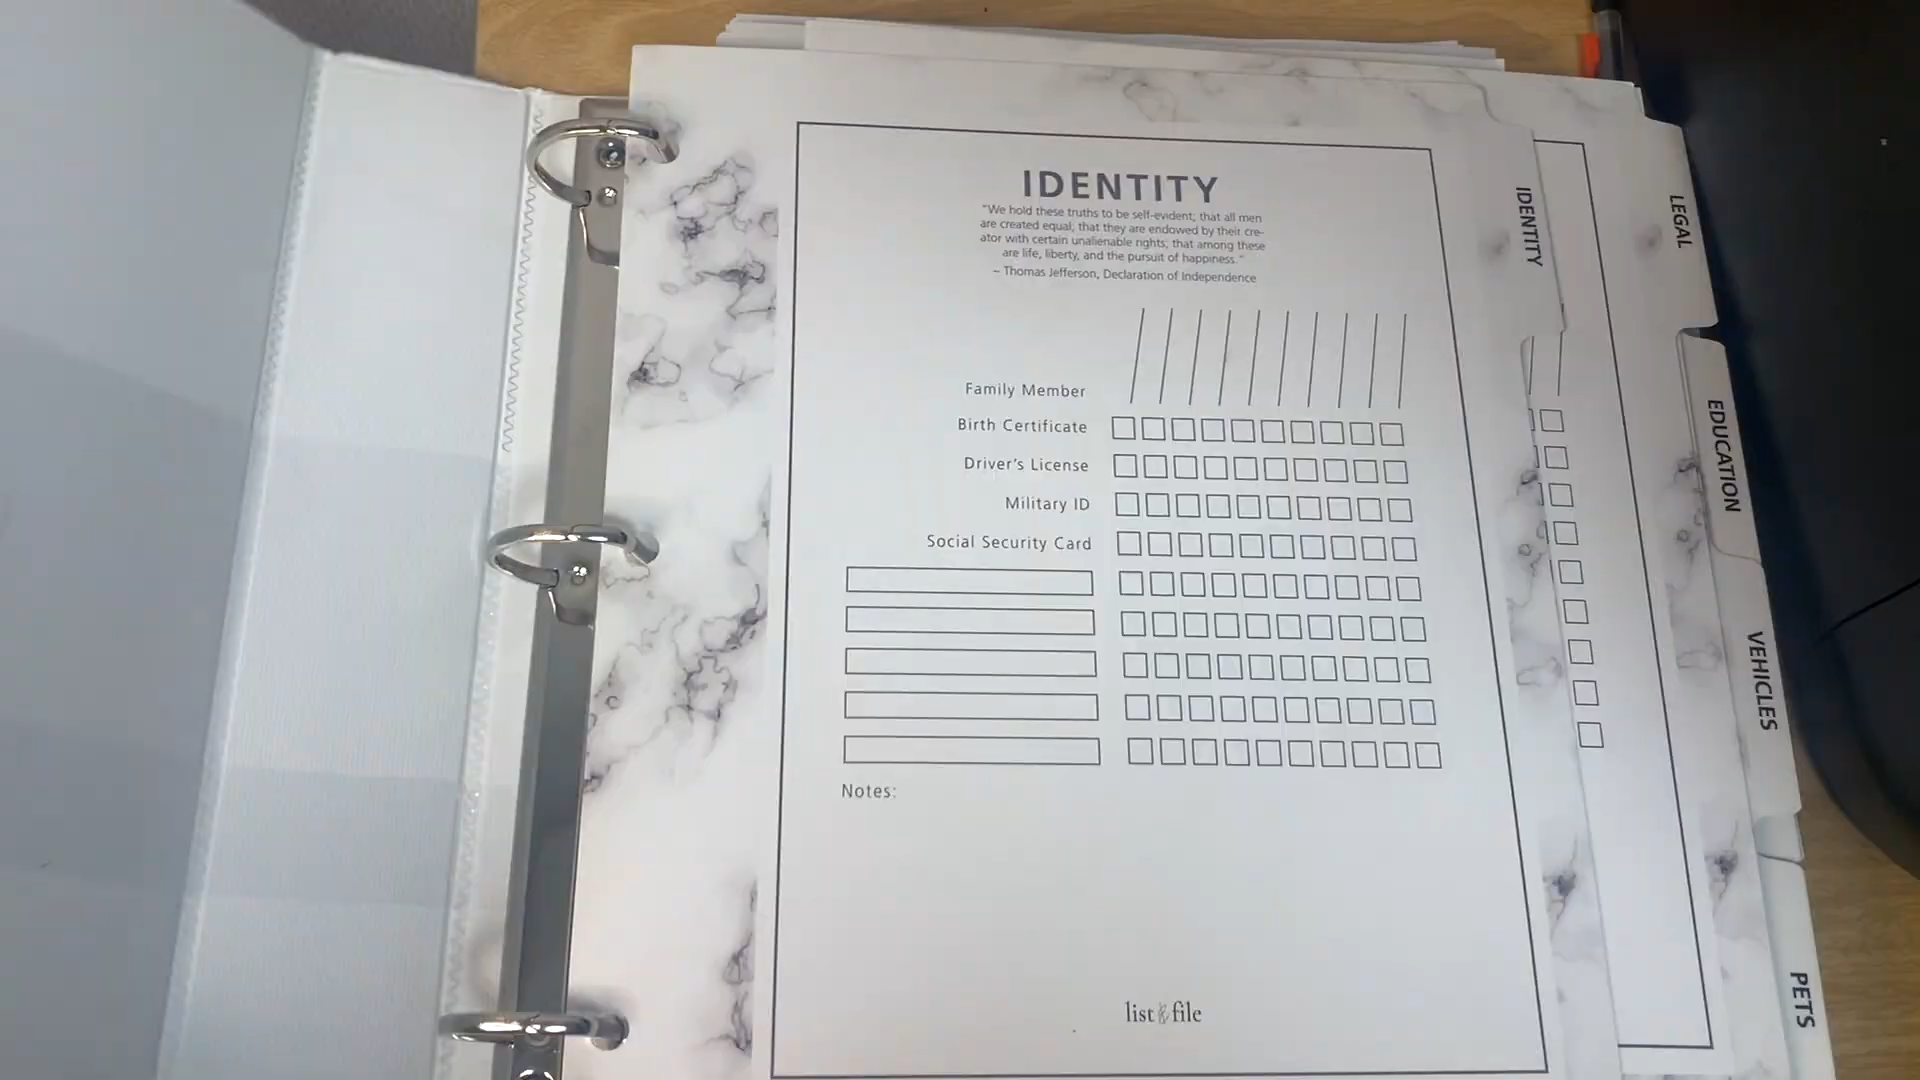 IDENTITY
"We hold these truths to be self-evident; that all men
are created equal; that they are endowed by their cre-
ator with certain unalienable rights; that among these
are life, liberty, and the pursuit of happiness."
– Thomas Jefferson, Declaration of Independence
Family Member
Birth Certificate
Driver's License
Military ID
Social Security Card
Notes:
list & file
IDENTITY
LEGAL
EDUCATION
VEHICLES
PETS